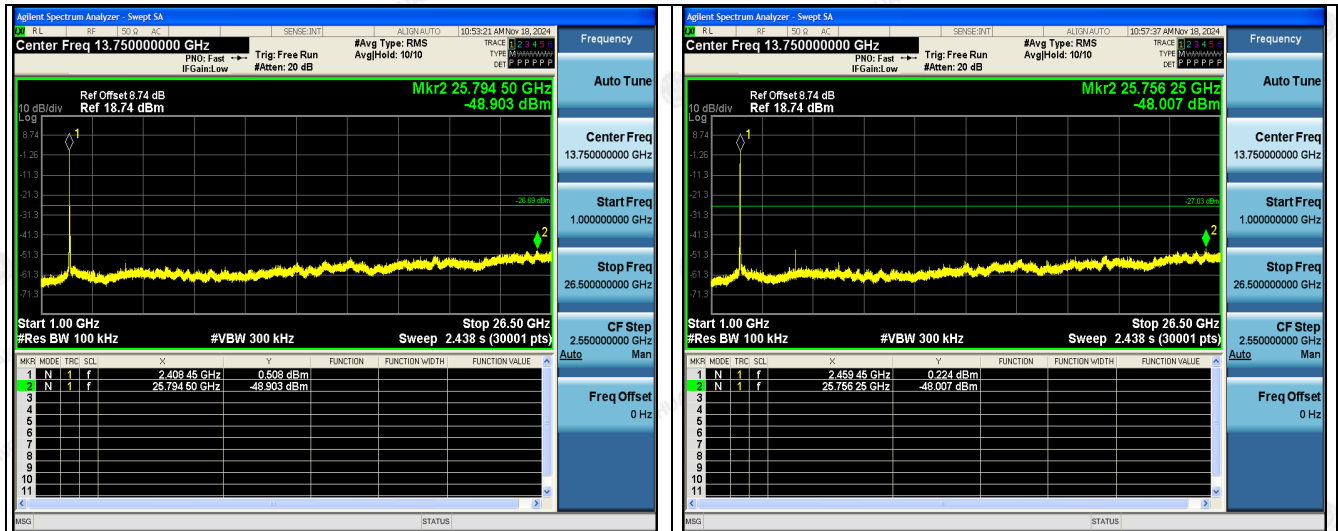 Agilent Spectrum Analyzer - Swept SA
LXI RL RF 50 Ω AC SENSE:INT ALIGN AUTO 10:53:21 AM Nov 18, 2024
Center Freq 13.750000000 GHz
PNO: Fast
IFGain:Low
Trig: Free Run
#Atten: 20 dB
#Avg Type: RMS
Avg|Hold: 10/10
TRACE 1 2 3 4 5 6
TYPE M W W W W W
DET P P P P P P
Frequency
Auto Tune
Center Freq
13.750000000 GHz
Start Freq
1.000000000 GHz
Stop Freq
26.500000000 GHz
CF Step
2.550000000 GHz
Auto Man
Freq Offset
0 Hz
Mkr2 25.794 50 GHz
-48.903 dBm
Ref Offset 8.74 dB
10 dB/div Ref 18.74 dBm
Log
8.74
-1.26
-11.3
-21.3
-31.3
-41.3
-51.3
-61.3
-71.3
1
-26.89 dBm
2
Start 1.00 GHz Stop 26.50 GHz
#Res BW 100 kHz #VBW 300 kHz Sweep 2.438 s (30001 pts)
MKR MODE TRC SCL X Y FUNCTION FUNCTION WIDTH FUNCTION VALUE
1 N 1 f 2.408 45 GHz 0.508 dBm
2 N 1 f 25.794 50 GHz -48.903 dBm
3
4
5
6
7
8
9
10
11
MSG STATUS
Agilent Spectrum Analyzer - Swept SA
LXI RL RF 50 Ω AC SENSE:INT ALIGN AUTO 10:57:37 AM Nov 18, 2024
Center Freq 13.750000000 GHz
PNO: Fast
IFGain:Low
Trig: Free Run
#Atten: 20 dB
#Avg Type: RMS
Avg|Hold: 10/10
TRACE 1 2 3 4 5 6
TYPE M W W W W W
DET P P P P P P
Frequency
Auto Tune
Center Freq
13.750000000 GHz
Start Freq
1.000000000 GHz
Stop Freq
26.500000000 GHz
CF Step
2.550000000 GHz
Auto Man
Freq Offset
0 Hz
Mkr2 25.756 25 GHz
-48.007 dBm
Ref Offset 8.74 dB
10 dB/div Ref 18.74 dBm
Log
8.74
-1.26
-11.3
-21.3
-31.3
-41.3
-51.3
-61.3
-71.3
1
-27.03 dBm
2
Start 1.00 GHz Stop 26.50 GHz
#Res BW 100 kHz #VBW 300 kHz Sweep 2.438 s (30001 pts)
MKR MODE TRC SCL X Y FUNCTION FUNCTION WIDTH FUNCTION VALUE
1 N 1 f 2.459 45 GHz 0.224 dBm
2 N 1 f 25.756 25 GHz -48.007 dBm
3
4
5
6
7
8
9
10
11
MSG STATUS